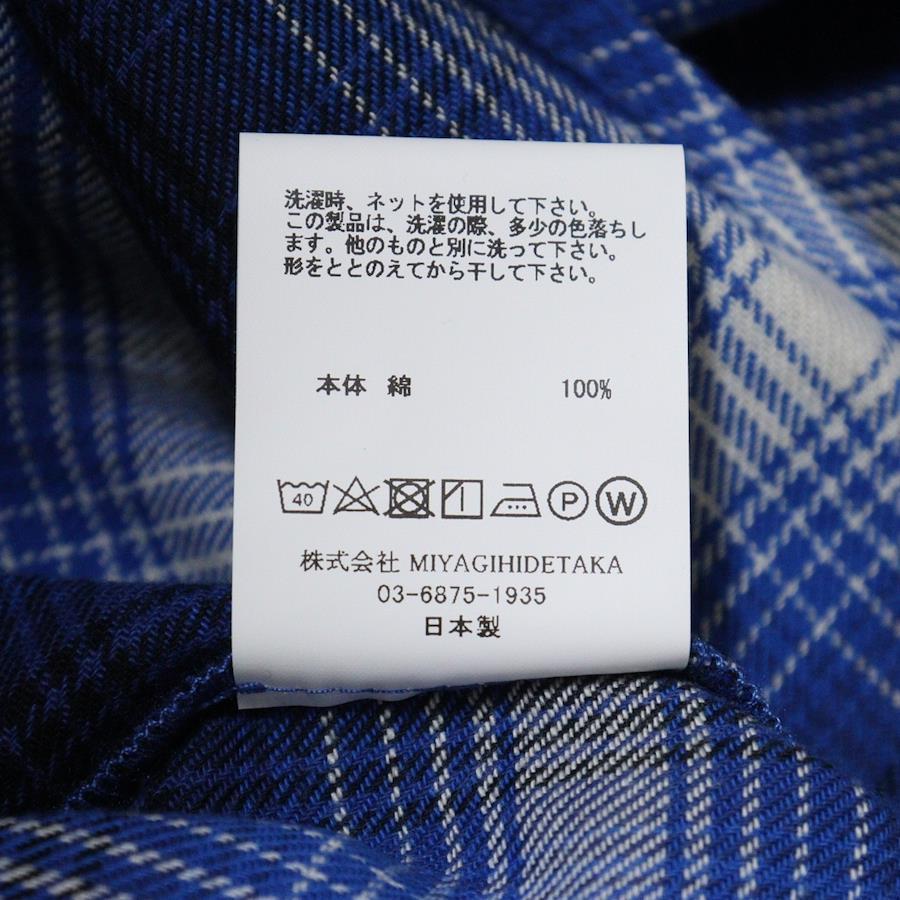 洗濯時、ネットを使用して下さい。
この製品は、洗濯の際、多少の色落ちし
ます。他のものと別に洗って下さい。
形をととのえてから干して下さい。
本体 綿 100%
40 P W
株式会社 MIYAGIHIDETAKA
03-6875-1935
日本製